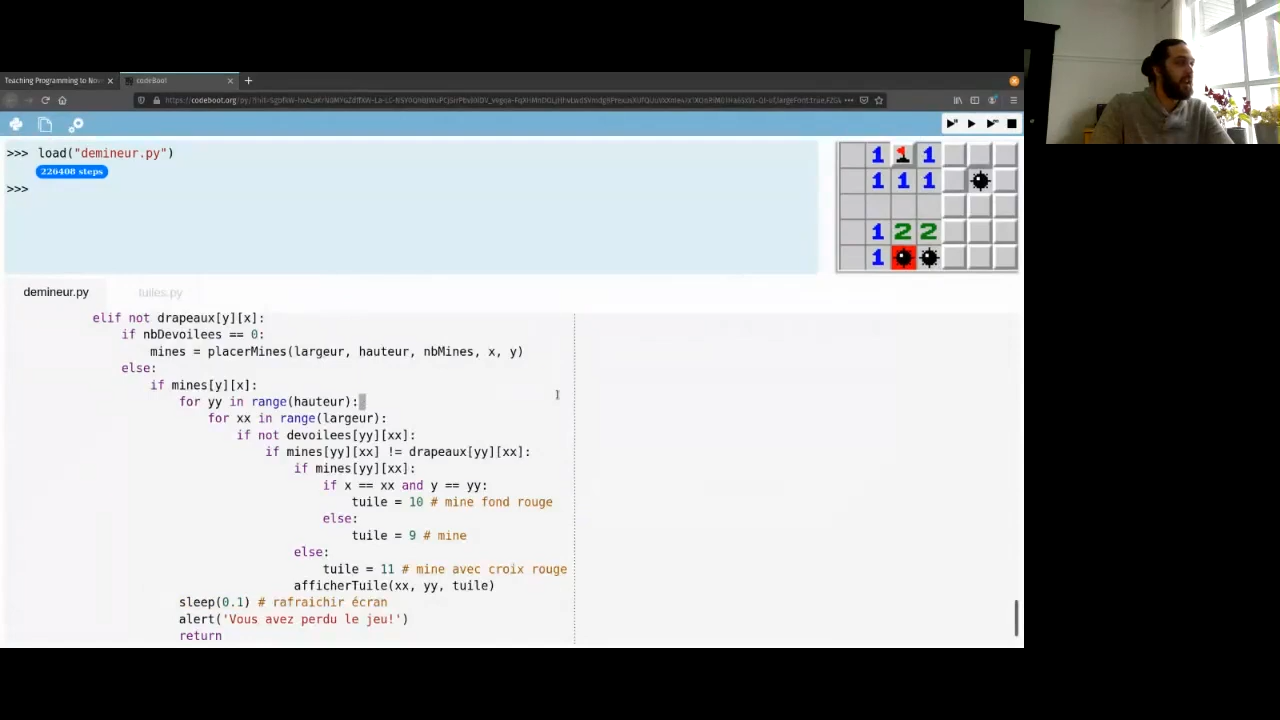 Teaching Programming to Nov
codeBoot
>>> load("demineur.py")
226408 steps
>>>
1 1
1 1 1
1 2 2
1
demineur.py
tuiles.py
elif not drapeaux[y][x]:
if nbDevoilees == 0:
mines = placerMines(largeur, hauteur, nbMines, x, y)
else:
if mines[y][x]:
for yy in range(hauteur):
for xx in range(largeur):
if not devoilees[yy][xx]:
if mines[yy][xx] != drapeaux[yy][xx]:
if mines[yy][xx]:
if x == xx and y == yy:
tuile = 10 # mine fond rouge
else:
tuile = 9 # mine
else:
tuile = 11 # mine avec croix rouge
afficherTuile(xx, yy, tuile)
sleep(0.1) # rafraichir écran
alert('Vous avez perdu le jeu!')
return